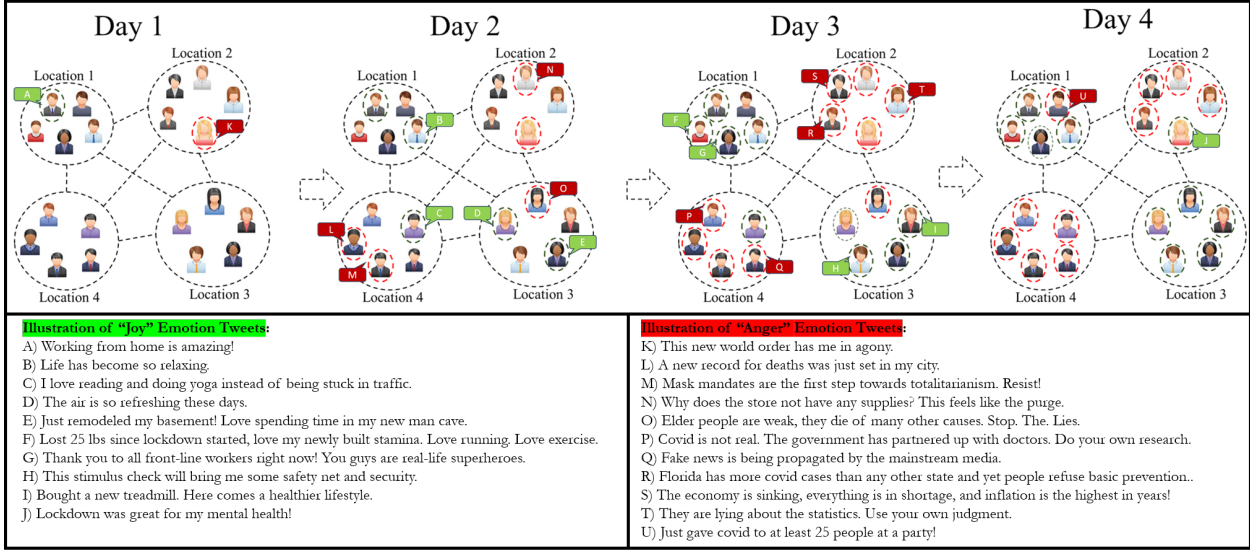 Day 1
Day 2
Day 3
Day 4
Location 1
Location 2
A
K
Location 4
Location 3
Location 1
Location 2
N
B
O
C
D
L
E
M
Location 4
Location 3
Location 1
Location 2
S
T
F
R
G
P
I
H
Q
Location 4
Location 3
Location 1
Location 2
U
J
Location 4
Location 3
Illustration of “Joy” Emotion Tweets:
A) Working from home is amazing!
B) Life has become so relaxing.
C) I love reading and doing yoga instead of being stuck in traffic.
D) The air is so refreshing these days.
E) Just remodeled my basement! Love spending time in my new man cave.
F) Lost 25 lbs since lockdown started, love my newly built stamina. Love running. Love exercise.
G) Thank you to all front-line workers right now! You guys are real-life superheroes.
H) This stimulus check will bring me some safety net and security.
I) Bought a new treadmill. Here comes a healthier lifestyle.
J) Lockdown was great for my mental health!
Illustration of “Anger” Emotion Tweets:
K) This new world order has me in agony.
L) A new record for deaths was just set in my city.
M) Mask mandates are the first step towards totalitarianism. Resist!
N) Why does the store not have any supplies? This feels like the purge.
O) Elder people are weak, they die of many other causes. Stop. The. Lies.
P) Covid is not real. The government has partnered up with doctors. Do your own research.
Q) Fake news is being propagated by the mainstream media.
R) Florida has more covid cases than any other state and yet people refuse basic prevention..
S) The economy is sinking, everything is in shortage, and inflation is the highest in years!
T) They are lying about the statistics. Use your own judgment.
U) Just gave covid to at least 25 people at a party!